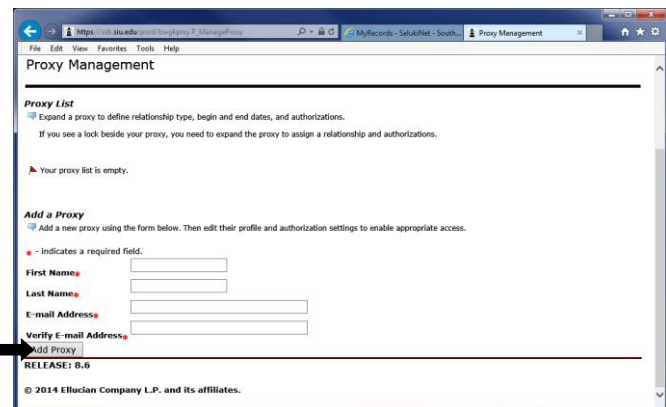 https://ssb.siu.edu/prod/bwgkprxy.P_ManageProxy
MyRecords - SalukiNet - South...
Proxy Management
File Edit View Favorites Tools Help
Proxy Management
Proxy List
Expand a proxy to define relationship type, begin and end dates, and authorizations.
If you see a lock beside your proxy, you need to expand the proxy to assign a relationship and authorizations.
Your proxy list is empty.
Add a Proxy
Add a new proxy using the form below. Then edit their profile and authorization settings to enable appropriate access.
* - indicates a required field.
First Name*
Last Name*
E-mail Address*
Verify E-mail Address*
Add Proxy
RELEASE: 8.6
© 2014 Ellucian Company L.P. and its affiliates.